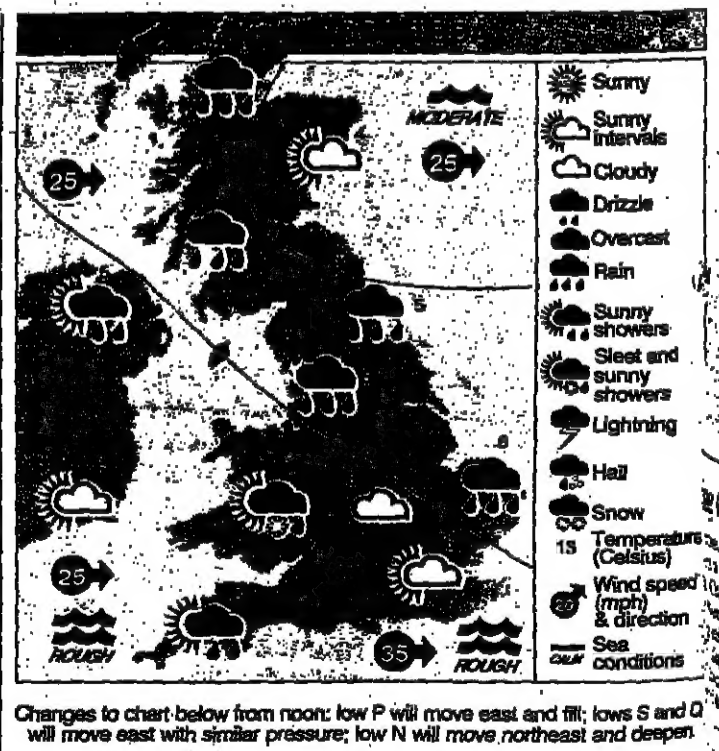 MODERATE
25
25
25
ROUGH
35
ROUGH
Sunny
Sunny
intervals
Cloudy
Drizzle
Overcast
Rain
Sunny
showers
Sleet and
sunny
showers
Lightning
Hail
Snow
Temperature
(Celsius)
Wind speed
(mph)
& direction
Sea
CALM conditions
Changes to chart below from noon: low P will move east and fill; lows S and Q
will move east with similar pressure; low N will move northeast and deepen